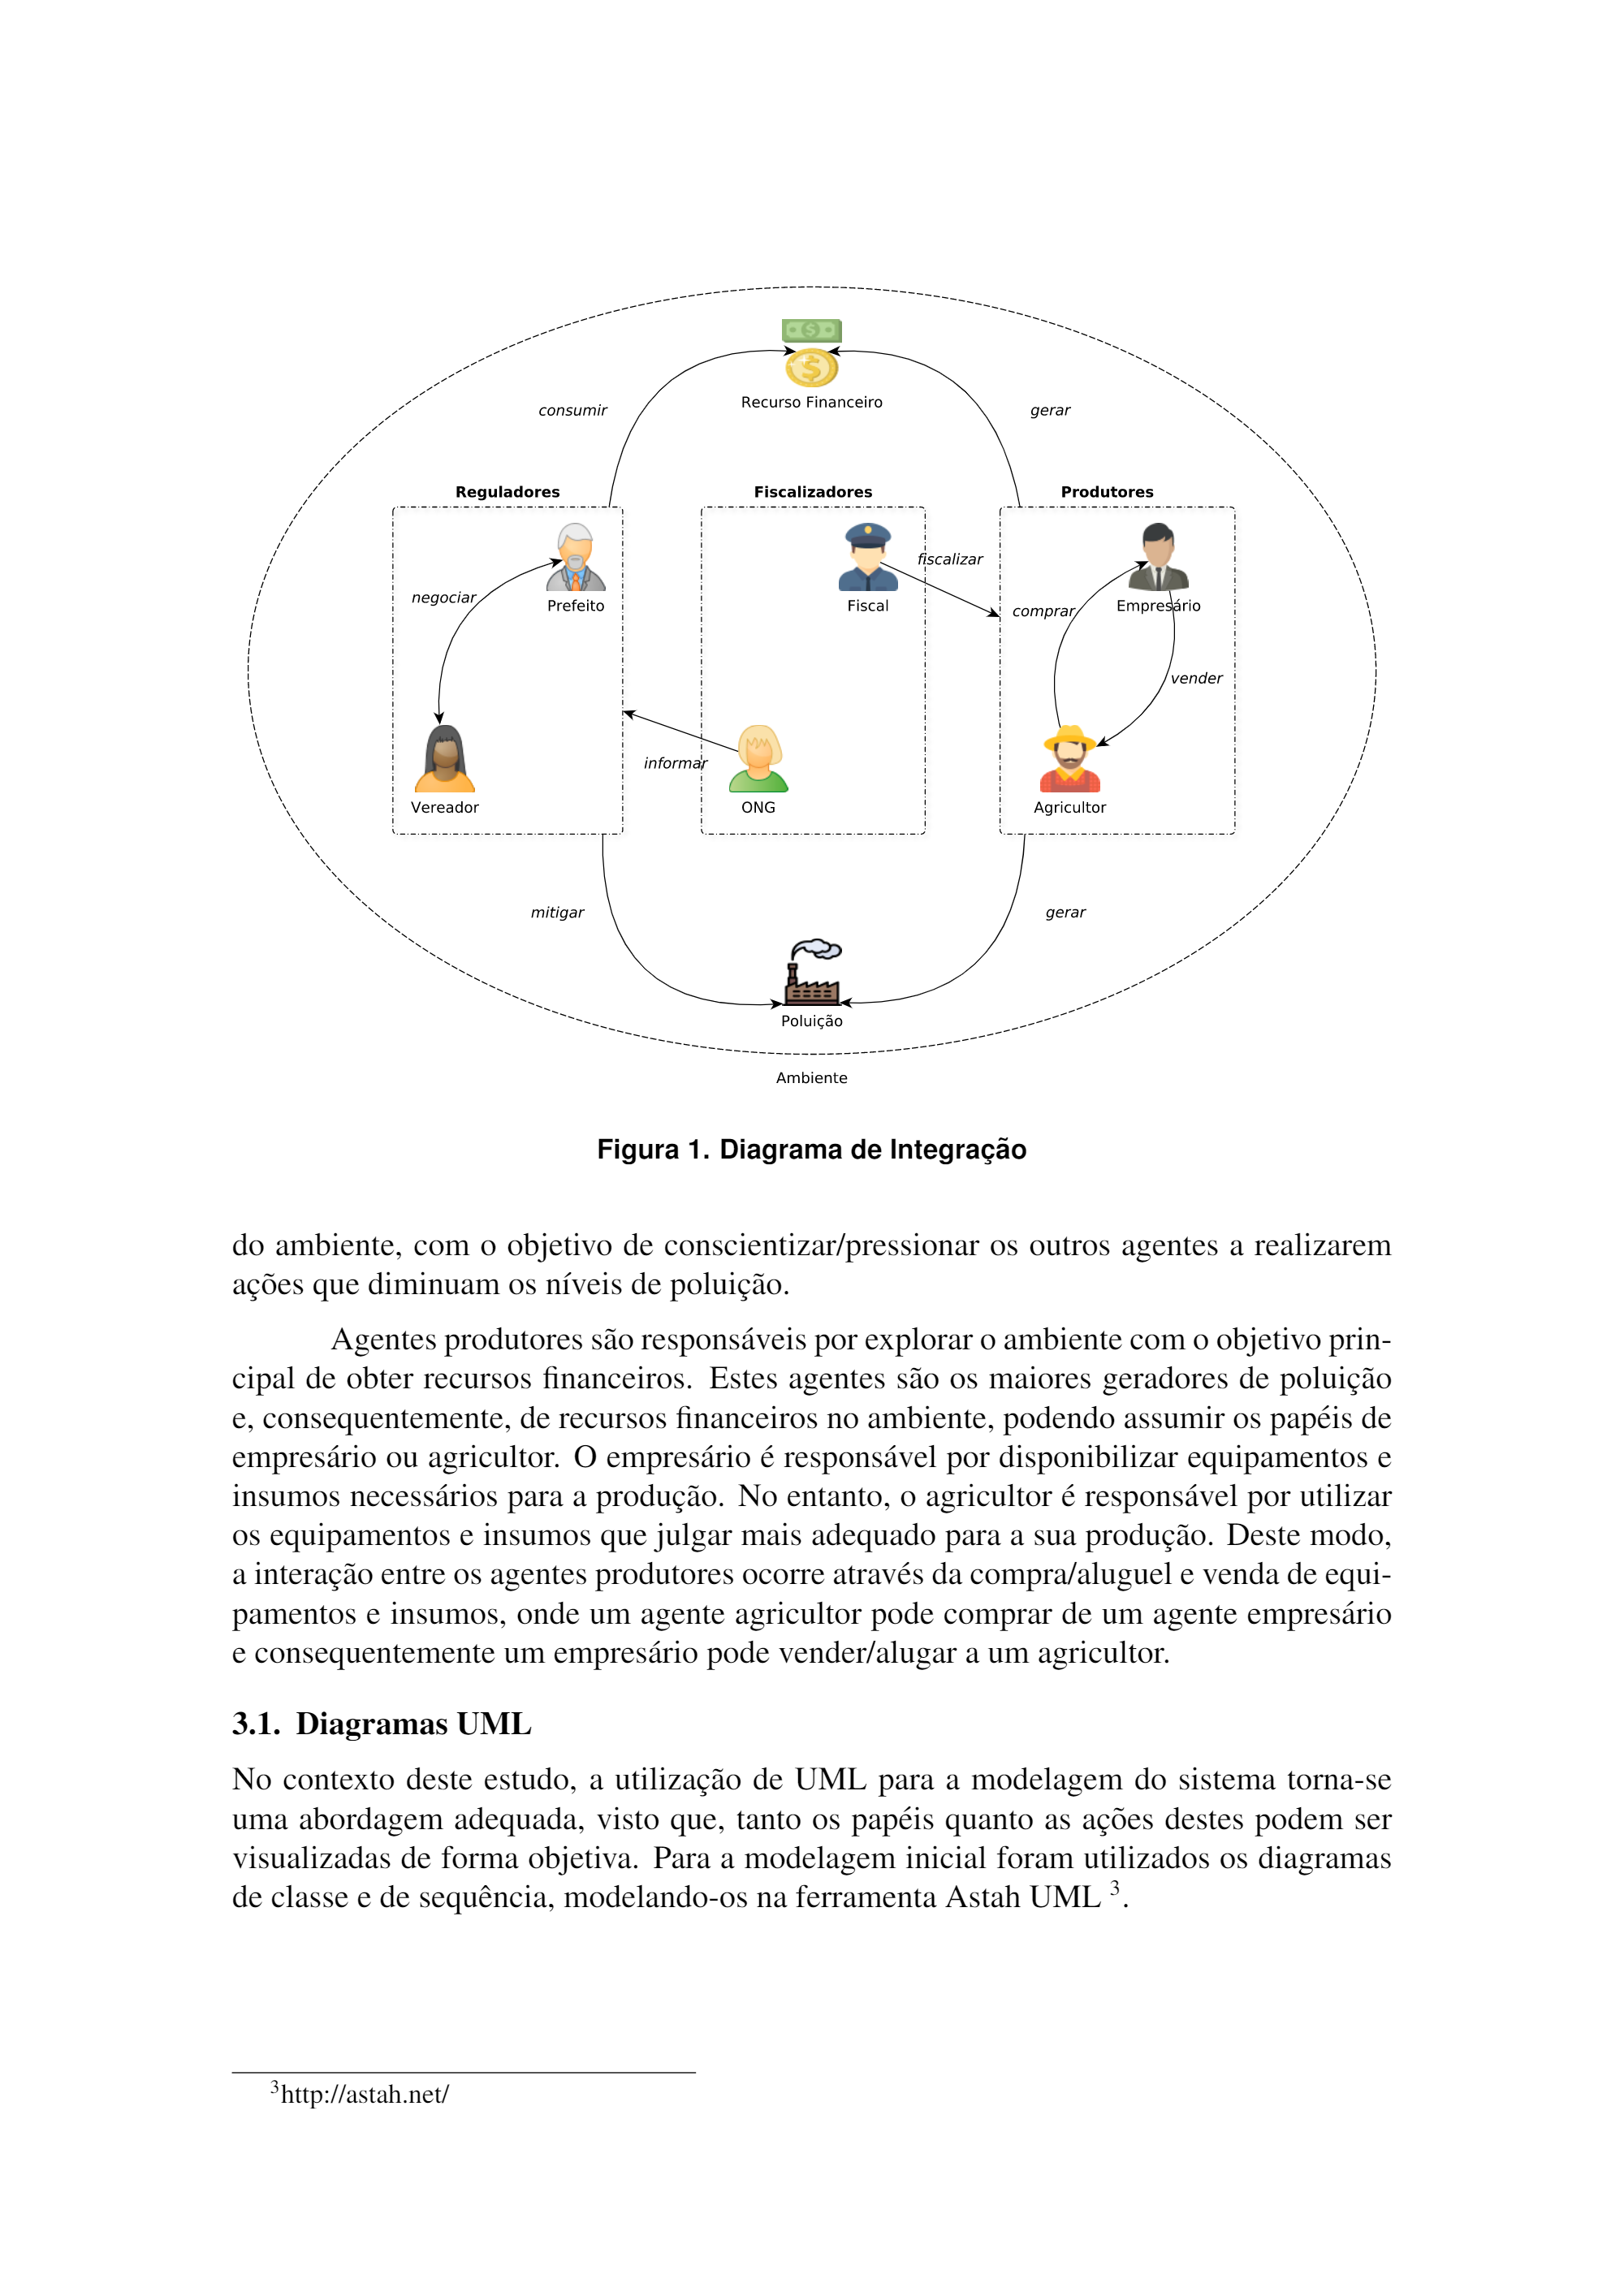 Recurso Financeiro
consumir
gerar
Reguladores
Fiscalizadores
Produtores
fiscalizar
negociar
Prefeito
Fiscal
comprar
Empresário
vender
informar
Vereador
ONG
Agricultor
mitigar
gerar
Poluição
Ambiente
Figura 1. Diagrama de Integração
do ambiente, com o objetivo de conscientizar/pressionar os outros agentes a realizarem
ações que diminuam os níveis de poluição.
Agentes produtores são responsáveis por explorar o ambiente com o objetivo prin-
cipal de obter recursos financeiros. Estes agentes são os maiores geradores de poluição
e, consequentemente, de recursos financeiros no ambiente, podendo assumir os papéis de
empresário ou agricultor. O empresário é responsável por disponibilizar equipamentos e
insumos necessários para a produção. No entanto, o agricultor é responsável por utilizar
os equipamentos e insumos que julgar mais adequado para a sua produção. Deste modo,
a interação entre os agentes produtores ocorre através da compra/aluguel e venda de equi-
pamentos e insumos, onde um agente agricultor pode comprar de um agente empresário
e consequentemente um empresário pode vender/alugar a um agricultor.
3.1. Diagramas UML
No contexto deste estudo, a utilização de UML para a modelagem do sistema torna-se
uma abordagem adequada, visto que, tanto os papéis quanto as ações destes podem ser
visualizadas de forma objetiva. Para a modelagem inicial foram utilizados os diagramas
de classe e de sequência, modelando-os na ferramenta Astah UML 3.
3http://astah.net/